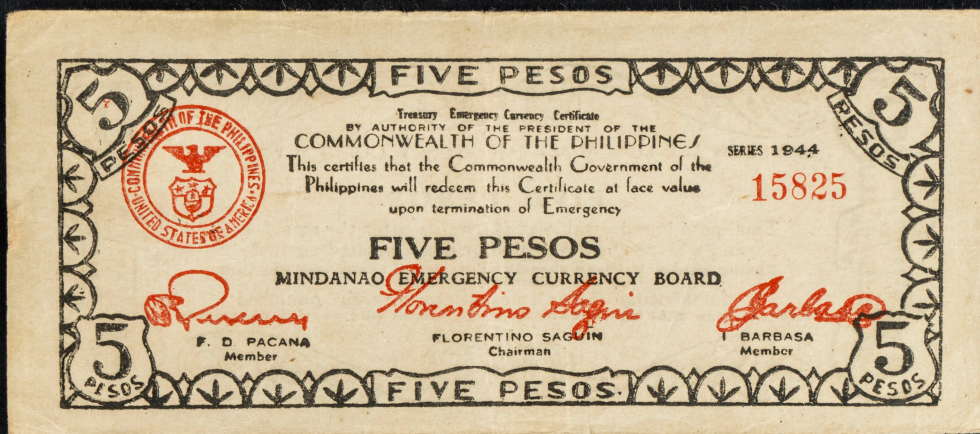 FIVE PESOS
5 PESOS
5 PESOS
Treasury Emergency Currency Certificate
BY AUTHORITY OF THE PRESIDENT OF THE
COMMONWEALTH OF THE PHILIPPINES
SERIES 1944
This certifies that the Commonwealth Government of the
Philippines will redeem this Certificate at face value
upon termination of Emergency
15825
COMMONWEALTH OF THE PHILIPPINES
UNITED STATES OF AMERICA
FIVE PESOS
MINDANAO EMERGENCY CURRENCY BOARD
Florentino Saguin
Barbasa
F. D. PACANA
Member
FLORENTINO SAGUIN
Chairman
I BARBASA
Member
5 PESOS
5 PESOS
FIVE PESOS.